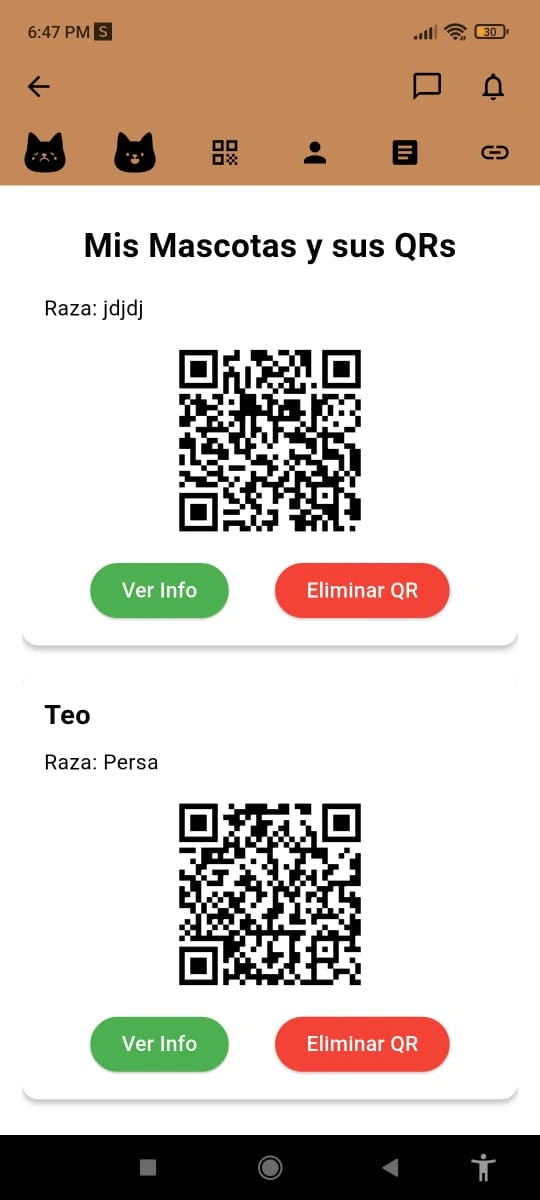 6:47 PM S
30
Mis Mascotas y sus QRs
Raza: jdjdj
Ver Info
Eliminar QR
Teo
Raza: Persa
Ver Info
Eliminar QR